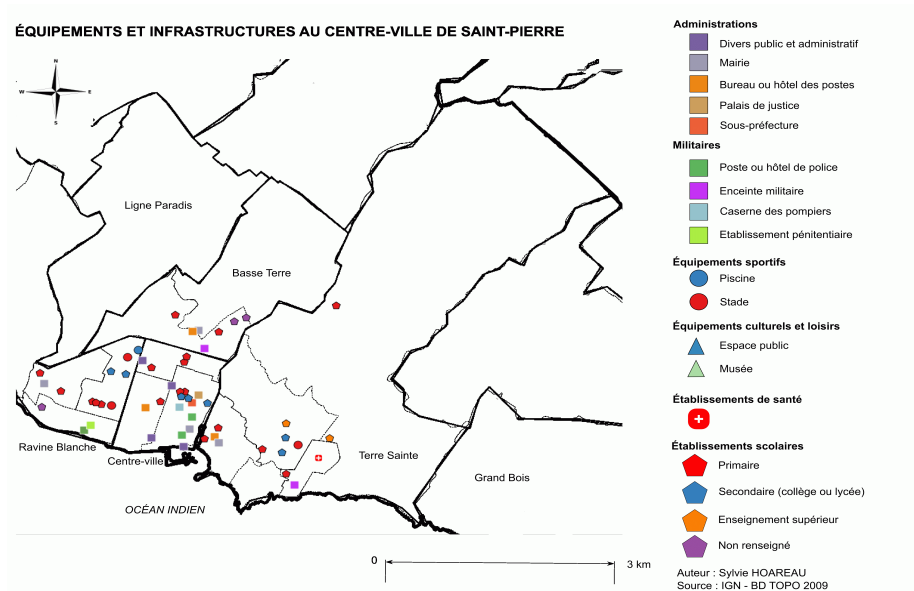 ÉQUIPEMENTS ET INFRASTRUCTURES AU CENTRE-VILLE DE SAINT-PIERRE
N
W
E
S
Ligne Paradis
Basse Terre
Ravine Blanche
Centre-ville
Terre Sainte
Grand Bois
OCÉAN INDIEN
0
3 km
Administrations
Divers public et administratif
Mairie
Bureau ou hôtel des postes
Palais de justice
Sous-préfecture
Militaires
Poste ou hôtel de police
Enceinte militaire
Caserne des pompiers
Etablissement pénitentiaire
Équipements sportifs
Piscine
Stade
Équipements culturels et loisirs
Espace public
Musée
Établissements de santé
Établissements scolaires
Primaire
Secondaire (collège ou lycée)
Enseignement supérieur
Non renseigné
Auteur : Sylvie HOAREAU
Source : IGN - BD TOPO 2009